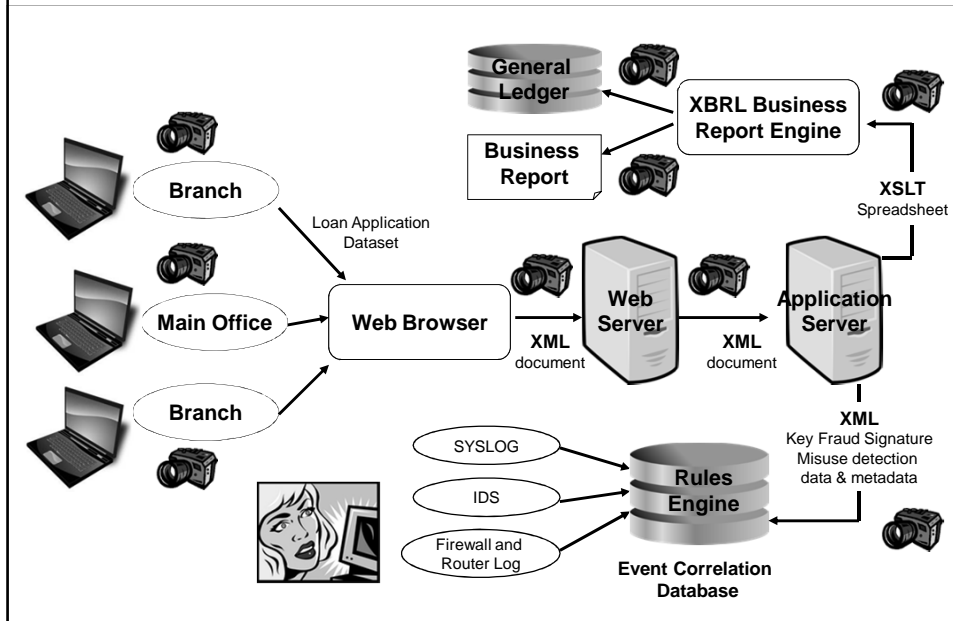 General
Ledger
XBRL Business
Report Engine
Business
Report
XSLT
Spreadsheet
Branch
Loan Application
Dataset
Main Office
Web Browser
XML
document
Web
Server
XML
document
Application
Server
Branch
XML
Key Fraud Signature
Misuse detection
data & metadata
SYSLOG
IDS
Firewall and
Router Log
Rules
Engine
Event Correlation
Database